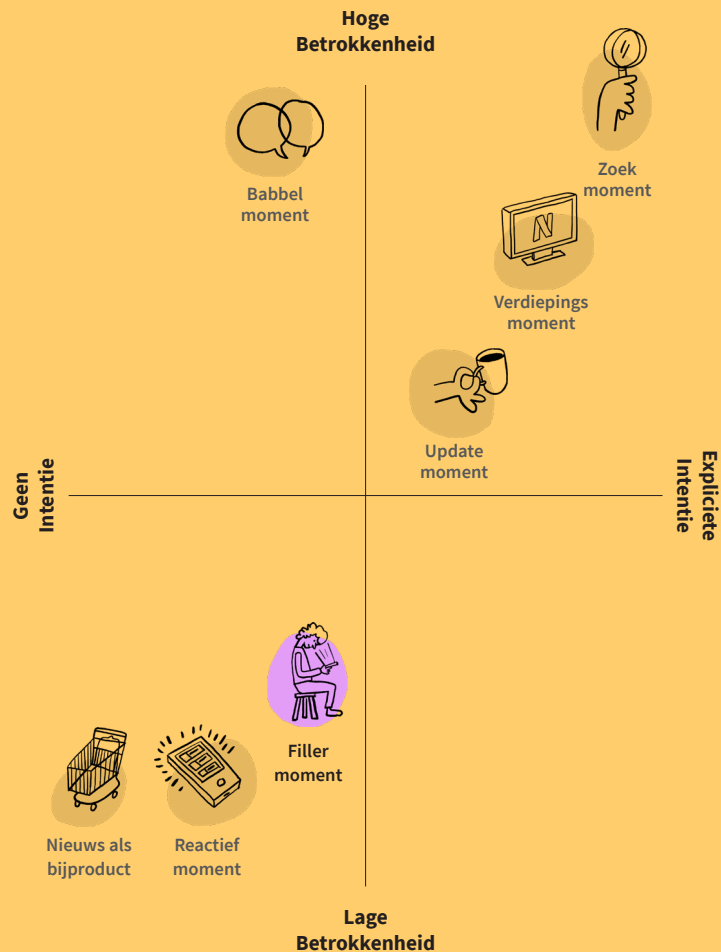 Hoge
Betrokkenheid
Zoek
moment
Babbel
moment
N
Verdiepings
moment
Update
moment
Geen
Intentie
Expliciete
Intentie
Filler
moment
Nieuws als
bijproduct
Reactief
moment
Lage
Betrokkenheid